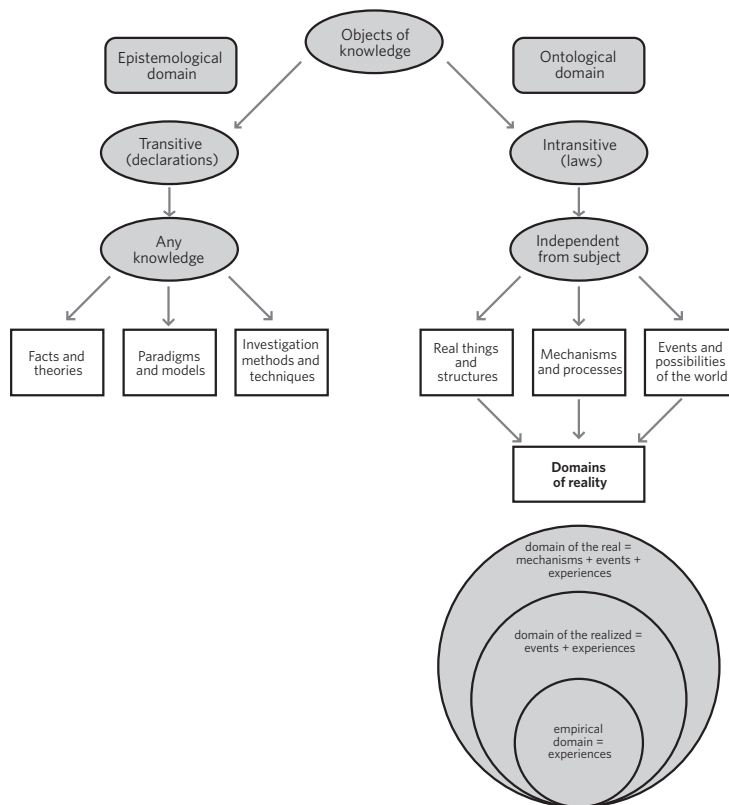 Objects of
knowledge
Epistemological
domain
Ontological
domain
Transitive
(declarations)
Intransitive
(laws)
Any
knowledge
Independent
from subject
Facts and
theories
Paradigms
and models
Investigation
methods and
techniques
Real things
and
structures
Mechanisms
and processes
Events and
possibilities
of the world
Domains
of reality
domain of the real =
mechanisms + events +
experiences
domain of the realized =
events + experiences
empirical
domain =
experiences